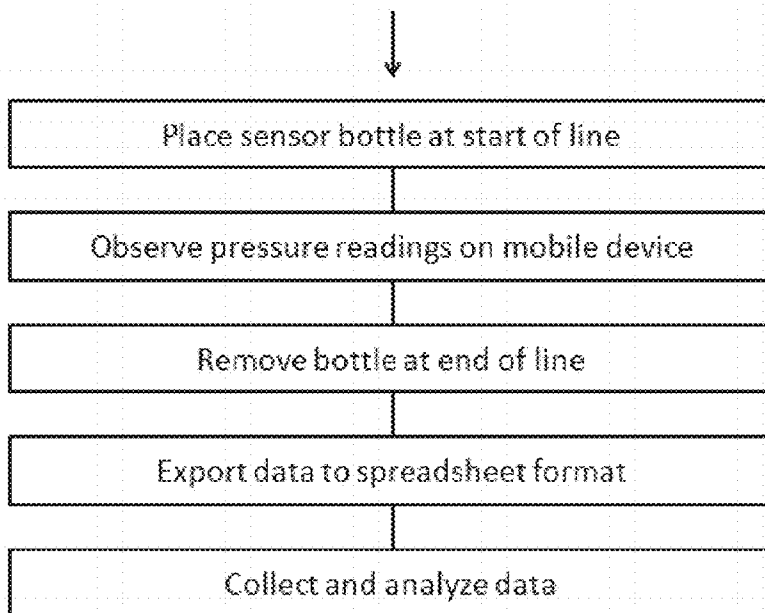 Place sensor bottle at start of line
Observe pressure readings on mobile device
Remove bottle at end of line
Export data to spreadsheet format
Collect and analyze data